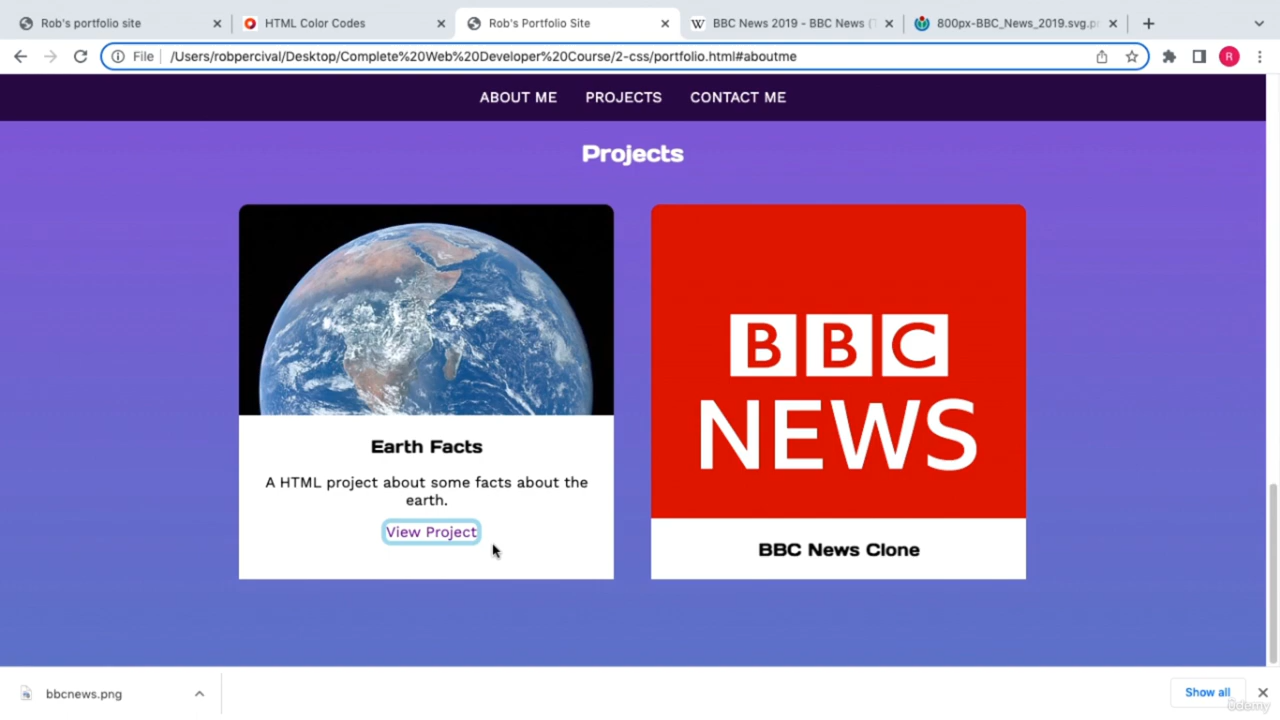 Rob's portfolio site
HTML Color Codes
Rob's Portfolio Site
BBC News 2019 - BBC News (
800px-BBC_News_2019.svg.p
File
/Users/robpercival/Desktop/Complete%20Web%20Developer%20Course/2-css/portfolio.html#aboutme
R
ABOUT ME
PROJECTS
CONTACT ME
Projects
BBC
NEWS
Earth Facts
A HTML project about some facts about the
earth.
View Project
BBC News Clone
bbcnews.png
Show all
ûdemy